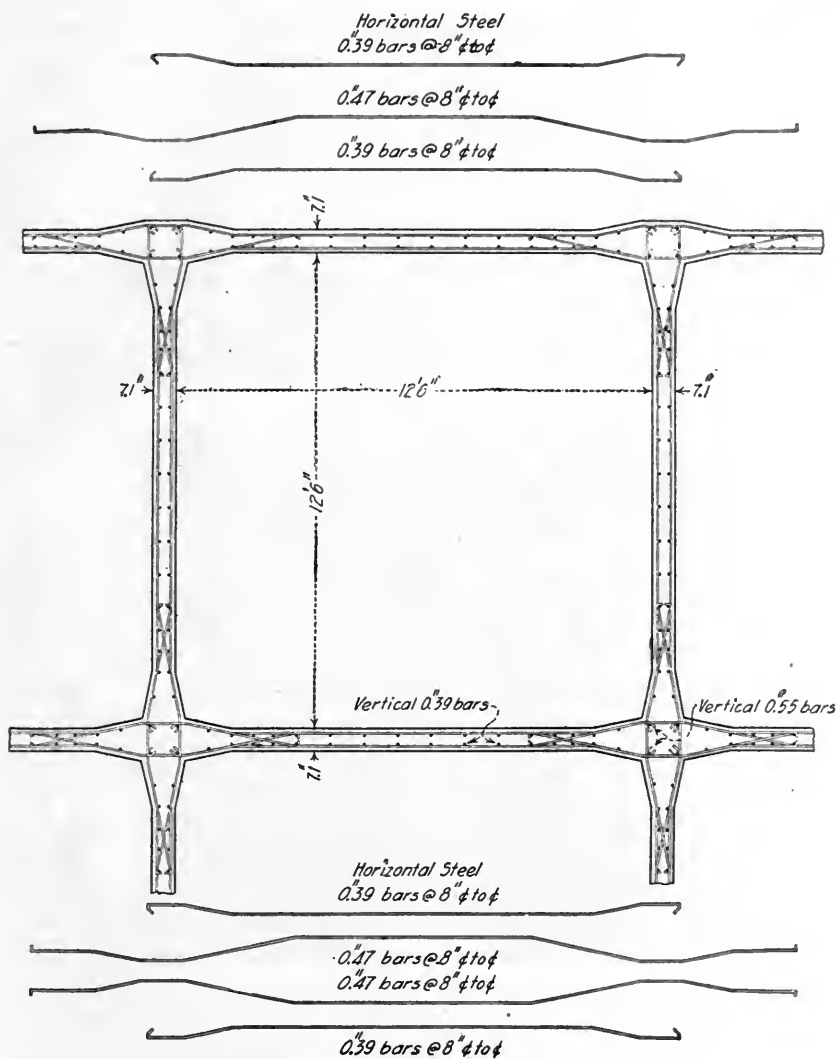 Horizontal Steel
0."39 bars @ 8" ¢ to ¢
0."47 bars @ 8" ¢ to ¢
0."39 bars @ 8" ¢ to ¢
7.1"
7.1"
12'6"
7.1"
12'6"
Vertical 0."39 bars
Vertical 0."55 bars
7.1"
Horizontal Steel
0."39 bars @ 8" ¢ to ¢
0."47 bars @ 8" ¢ to ¢
0."47 bars @ 8" ¢ to ¢
0."39 bars @ 8" ¢ to ¢